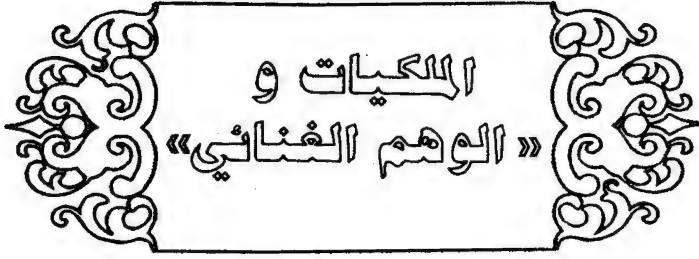 الملكيات و
« الوهم الغنائي»